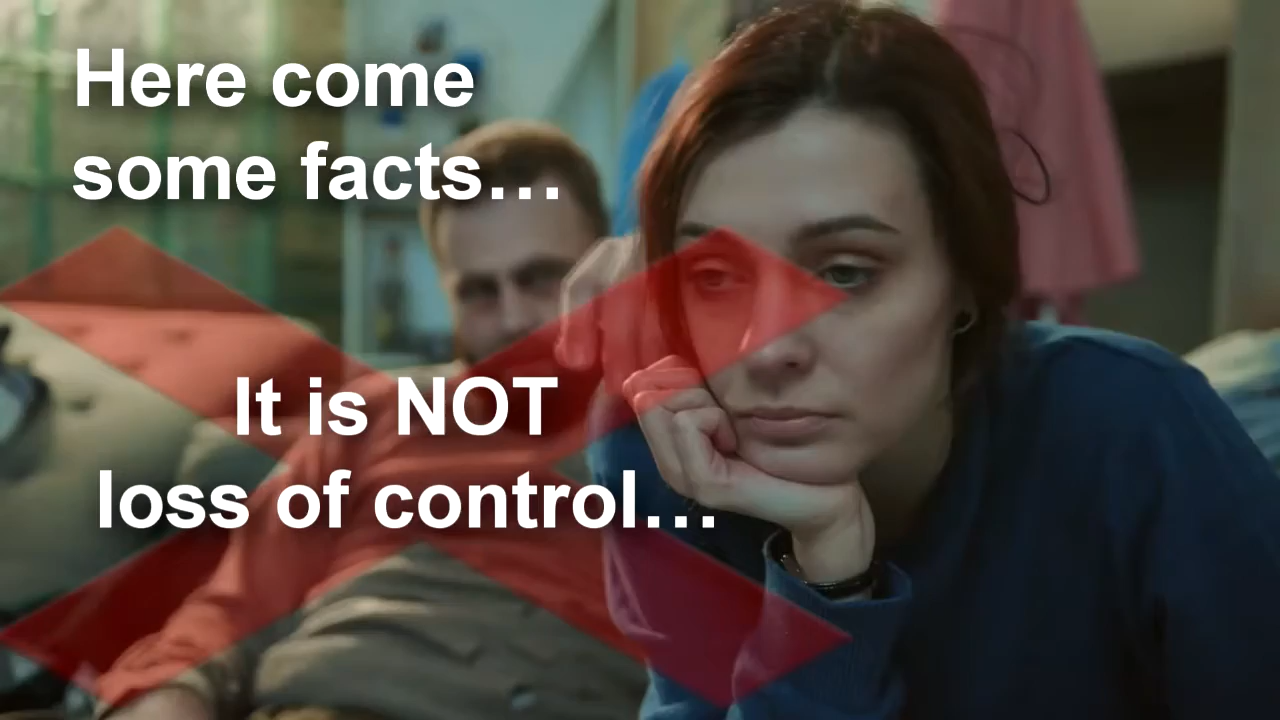 Here come
some facts…
It is NOT
loss of control…